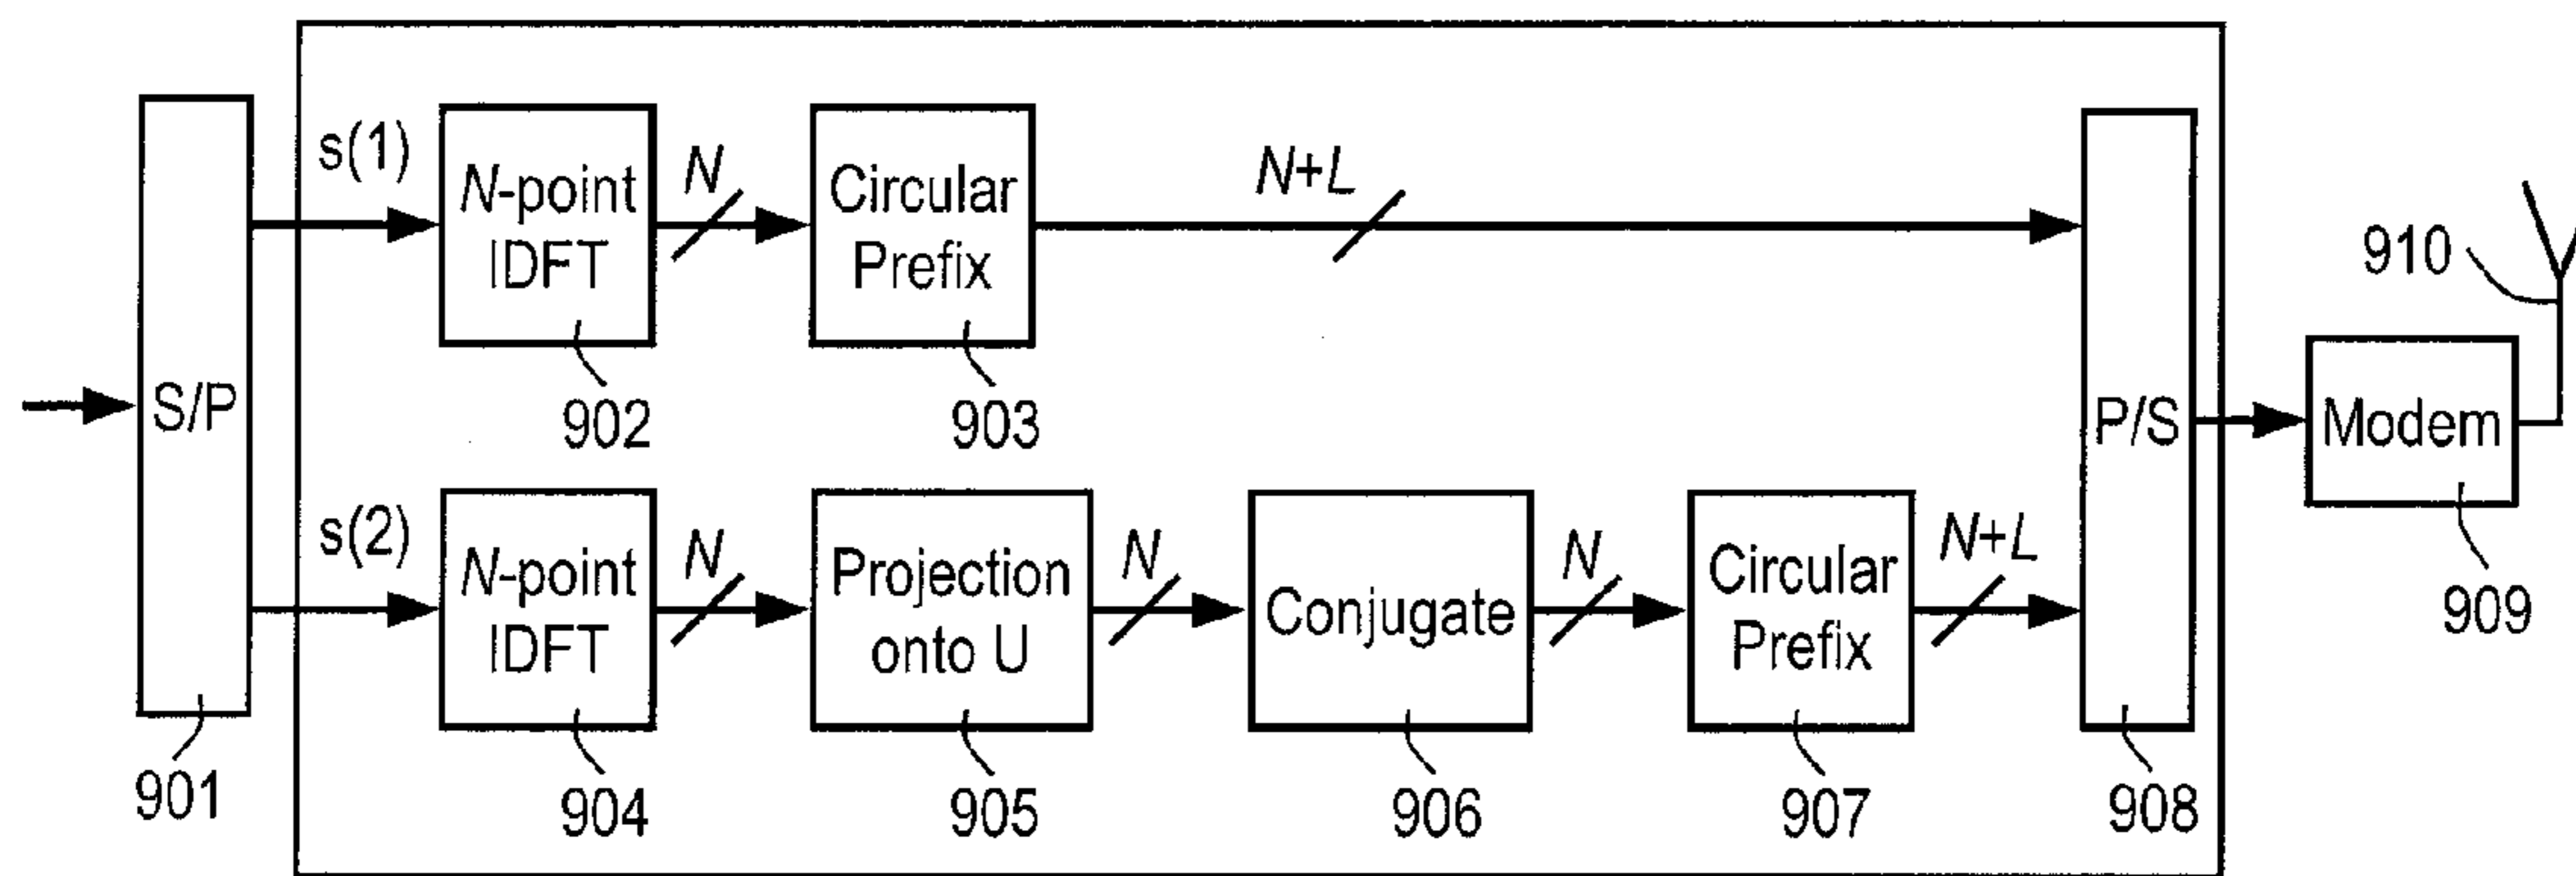 S/P
901
s(1)
N-point
IDFT
902
N
Circular
Prefix
903
N+L
s(2)
N-point
IDFT
904
N
Projection
onto U
905
N
Conjugate
906
N
Circular
Prefix
907
N+L
P/S
908
Modem
909
910